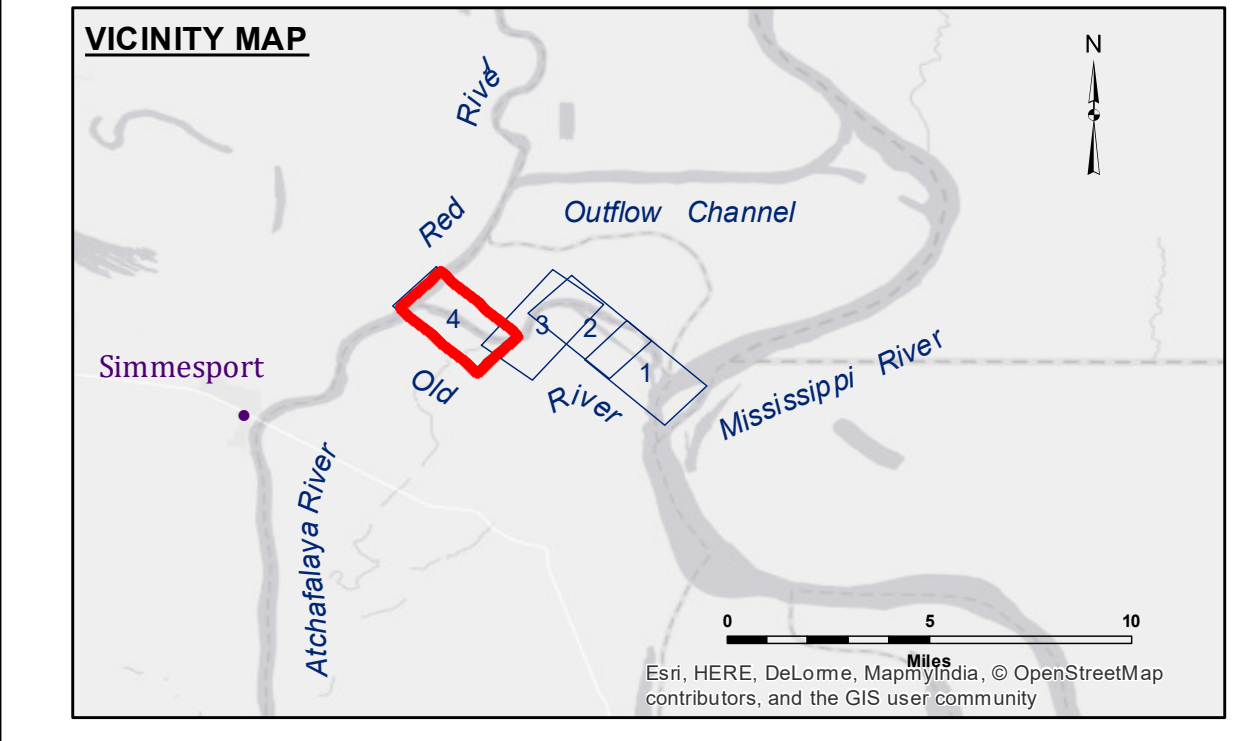 VICINITY MAP
N
River
Red
Outflow Channel
4
3
2
1
Simmesport
Old
River
Mississippi River
Atchafalaya River
0 5 10
Miles
Esri, HERE, DeLorme, MapmyIndia, © OpenStreetMap
contributors, and the GIS user community